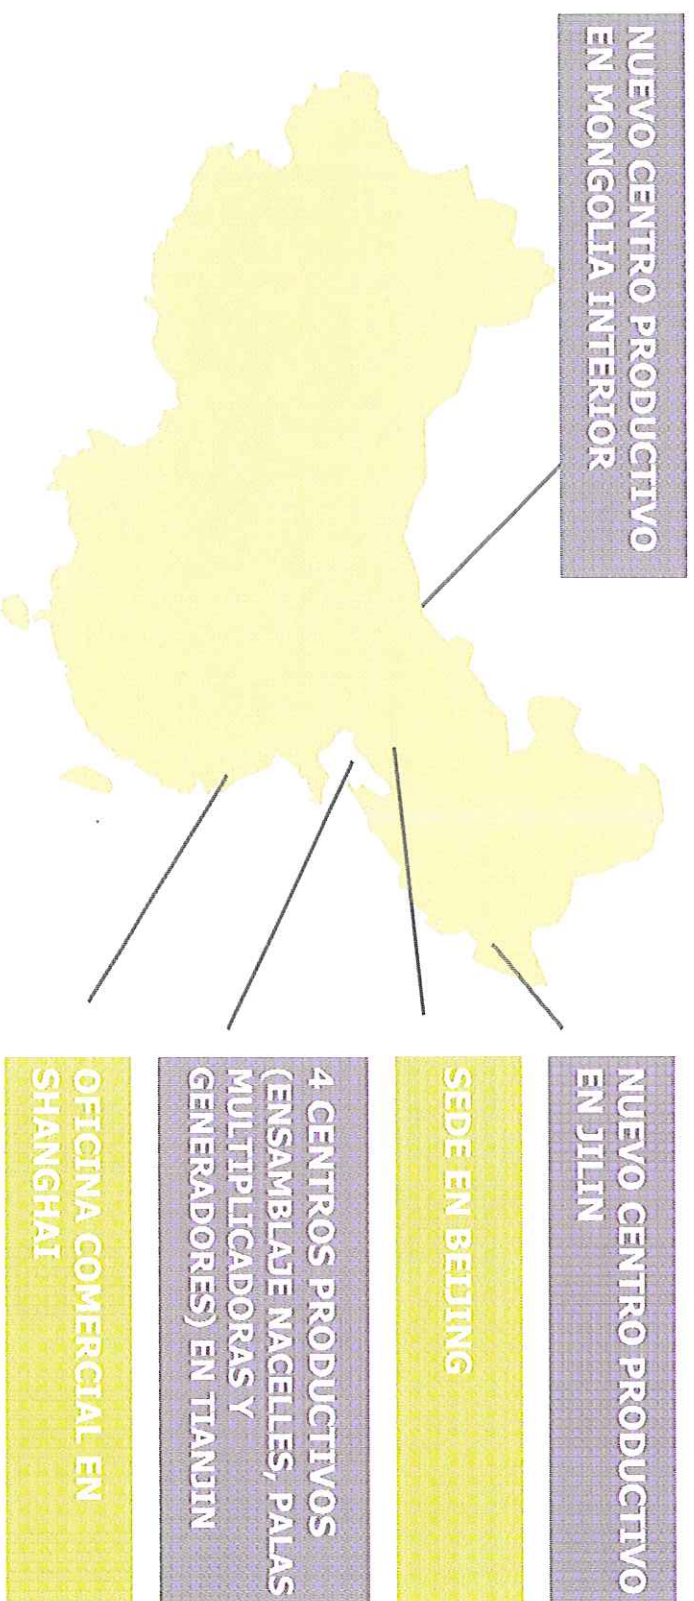 NUEVO CENTRO PRODUCTIVO
EN MONGOLIA INTERIOR
NUEVO CENTRO PRODUCTIVO
EN JILIN
SEDE EN BEIJING
4 CENTROS PRODUCTIVOS
(ENSAMBLAJE NACELLES, PALAS
MULTIPLICADORAS Y
GENERADORES) EN TIANJIN
OFICINA COMERCIAL EN
SHANGHAI